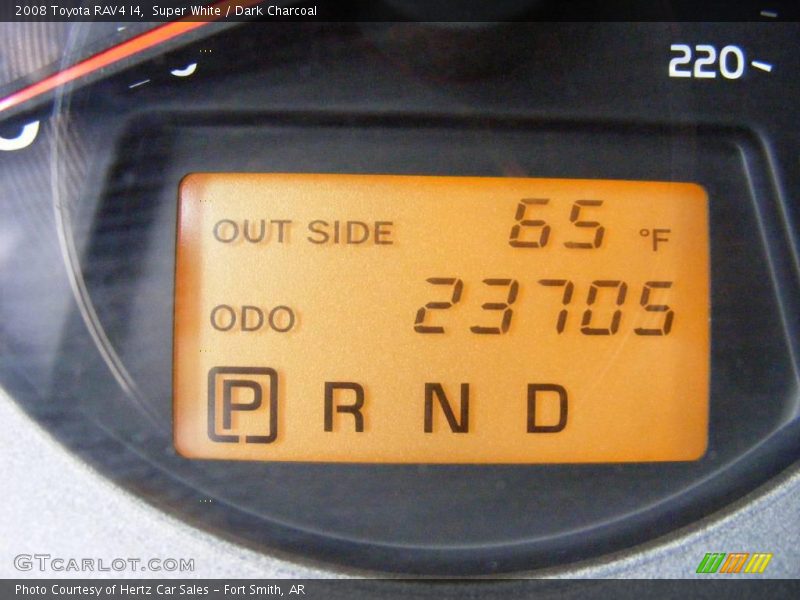 2008 Toyota RAV4 I4, Super White / Dark Charcoal
220
OUT SIDE 65 °F
ODO 23705
P R N D
GTCARLOT.COM
Photo Courtesy of Hertz Car Sales - Fort Smith, AR